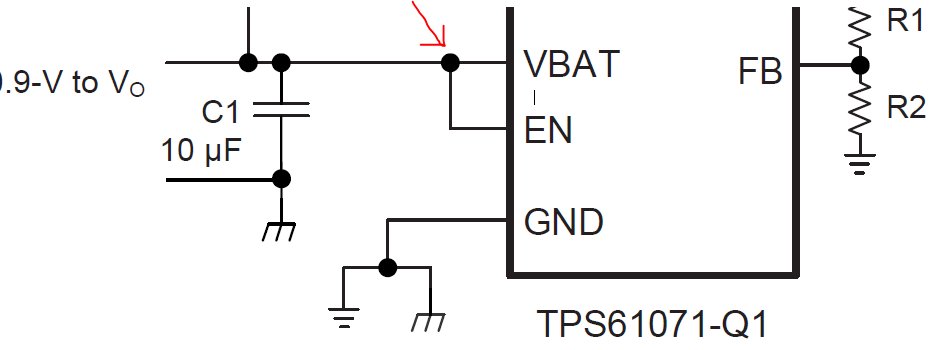 R1
VBAT
FB
0.9-V to VO
C1
R2
EN
10 µF
GND
TPS61071-Q1